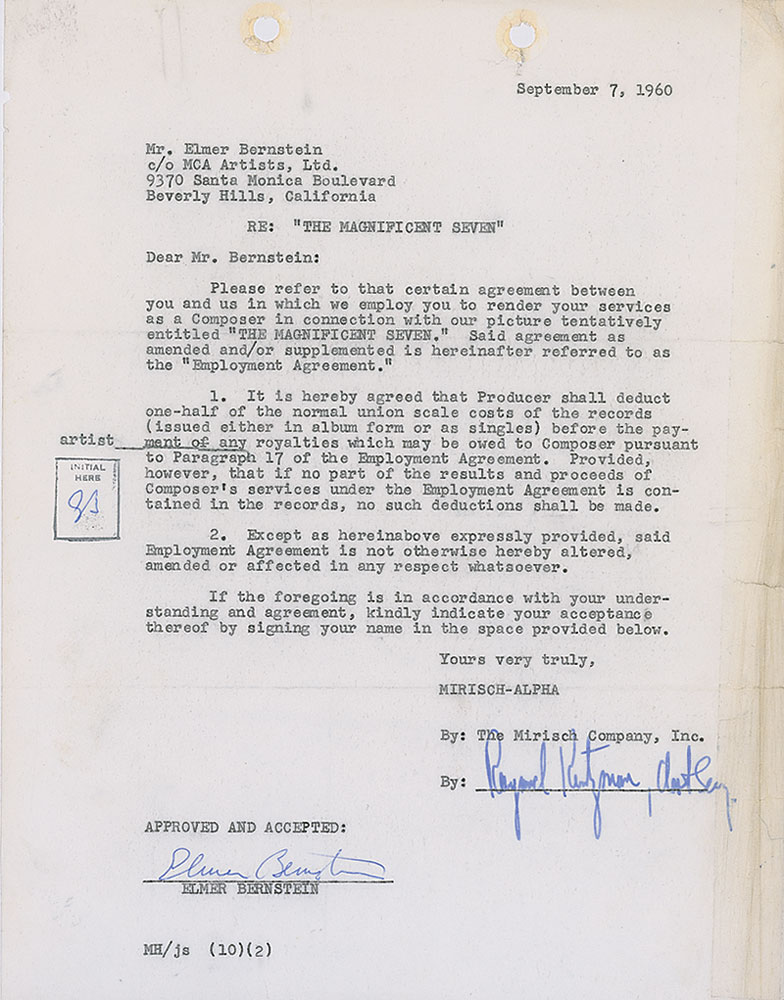 September 7, 1960
Mr. Elmer Bernstein
c/o MCA Artists, Ltd.
9370 Santa Monica Boulevard
Beverly Hills, California
RE: "THE MAGNIFICENT SEVEN"
Dear Mr. Bernstein:
Please refer to that certain agreement between
you and us in which we employ you to render your services
as a Composer in connection with our picture tentatively
entitled "THE MAGNIFICENT SEVEN." Said agreement as
amended and/or supplemented is hereinafter referred to as
the "Employment Agreement."
1. It is hereby agreed that Producer shall deduct
one-half of the normal union scale costs of the records
(issued either in album form or as singles) before the pay-
artist ment of any royalties which may be owed to Composer pursuant
to Paragraph 17 of the Employment Agreement. Provided,
however, that if no part of the results and proceeds of
Composer's services under the Employment Agreement is con-
tained in the records, no such deductions shall be made.
INITIAL
HERE
2. Except as hereinabove expressly provided, said
Employment Agreement is not otherwise hereby altered,
amended or affected in any respect whatsoever.
If the foregoing is in accordance with your under-
standing and agreement, kindly indicate your acceptance
thereof by signing your name in the space provided below.
Yours very truly,
MIRISCH-ALPHA
By: The Mirisch Company, Inc.
By: Raymond Kurtzman,
APPROVED AND ACCEPTED:
Elmer Bernstein
ELMER BERNSTEIN
MH/js (10)(2)